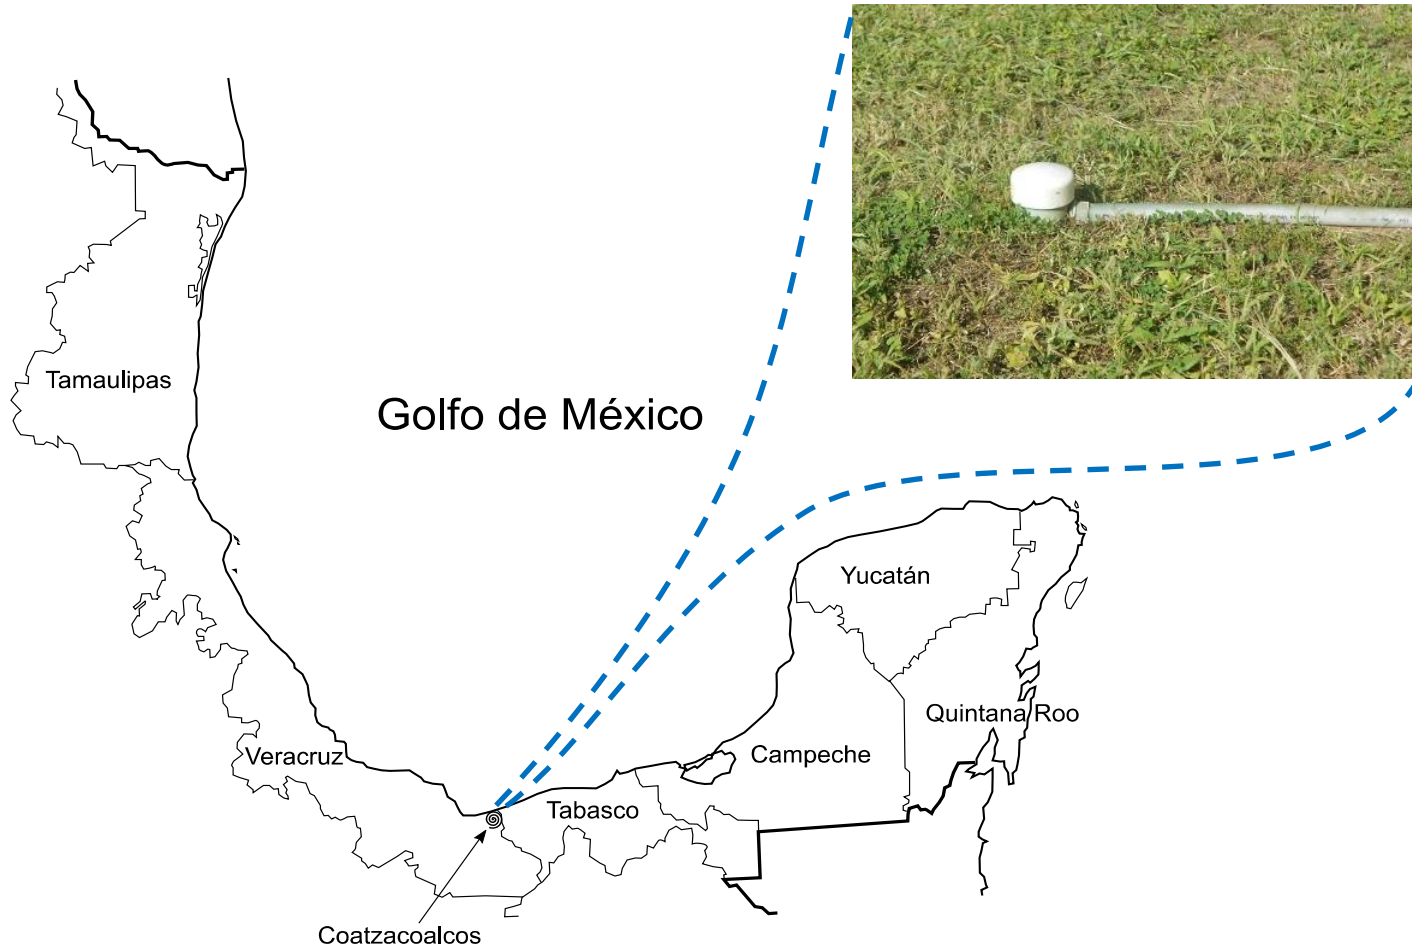 Tamaulipas
Golfo de México
Yucatán
Quintana Roo
Veracruz
Campeche
Tabasco
Coatzacoalcos